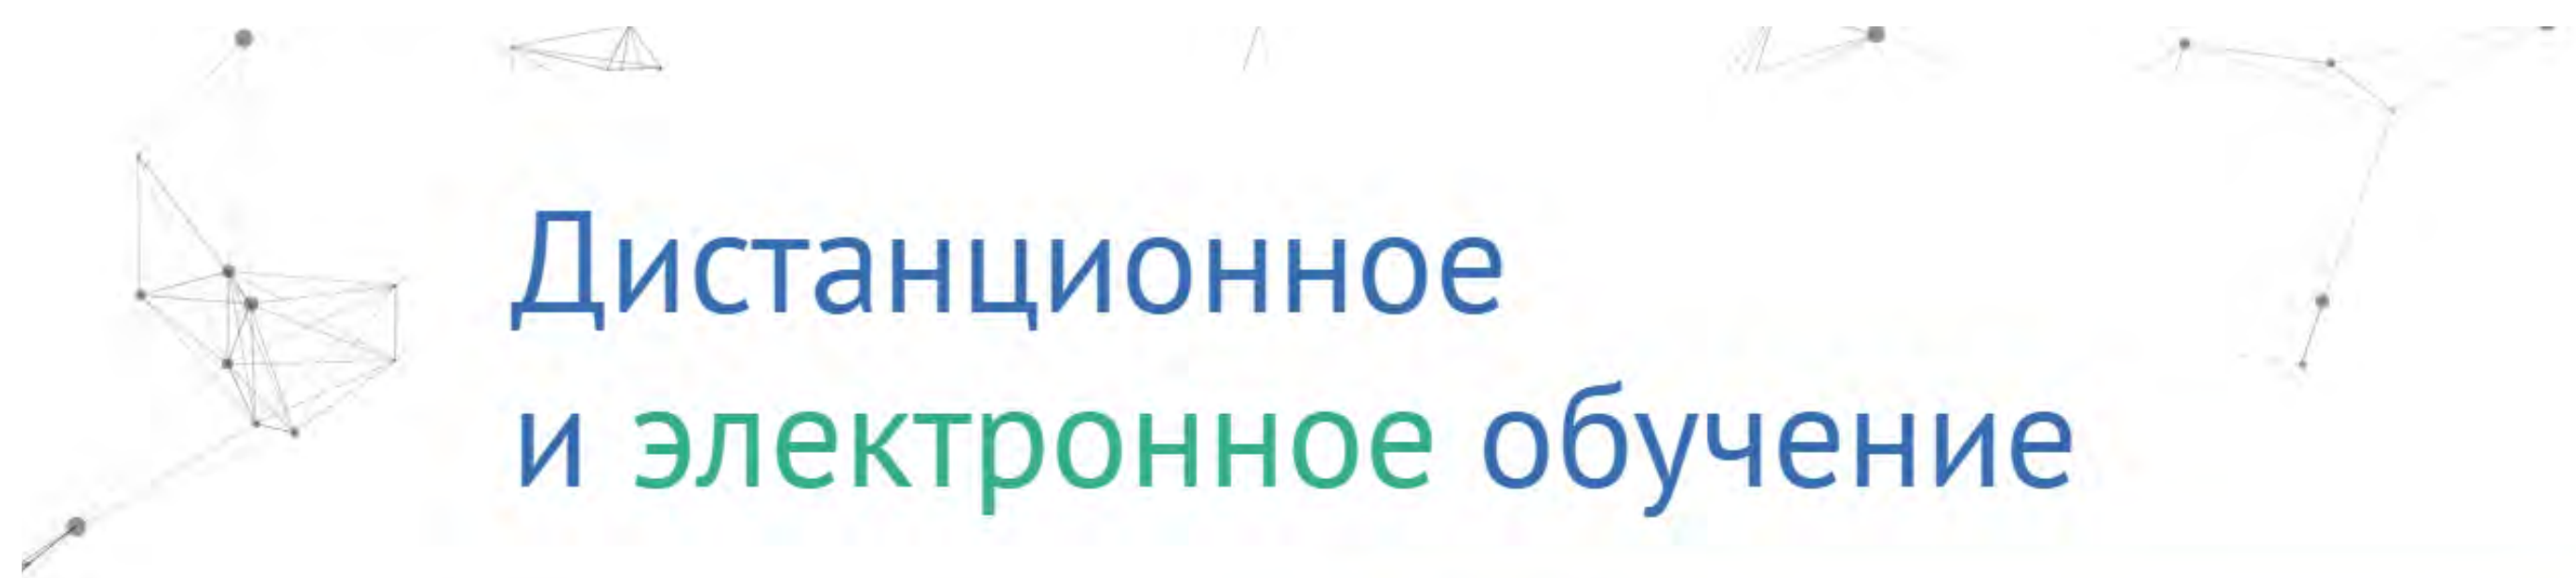 Дистанционное
и электронное обучение